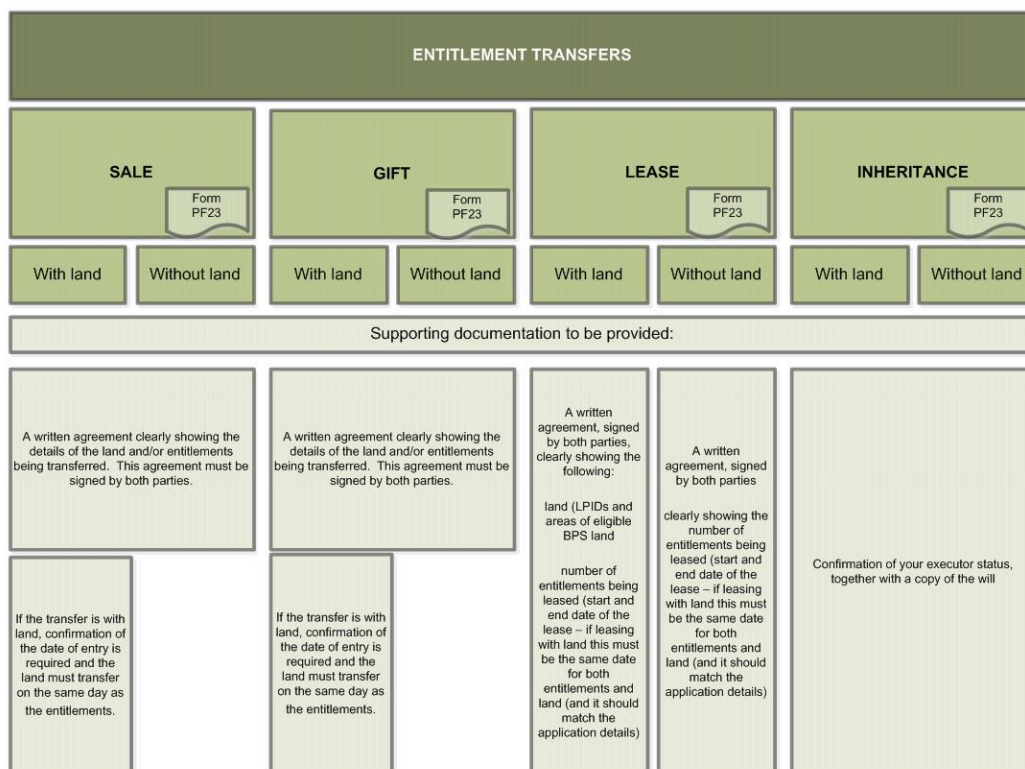 ENTITLEMENT TRANSFERS
SALE
Form
PF23
GIFT
Form
PF23
LEASE
Form
PF23
INHERITANCE
Form
PF23
With land
Without land
With land
Without land
With land
Without land
With land
Without land
Supporting documentation to be provided:
A written agreement clearly showing the
details of the land and/or entitlements
being transferred.  This agreement must be
signed by both parties.
If the transfer is with
land, confirmation of
the date of entry is
required and the
land must transfer
on the same day as
the entitlements.
A written agreement clearly showing the
details of the land and/or entitlements
being transferred.  This agreement must be
signed by both parties.
If the transfer is with
land, confirmation of
the date of entry is
required and the
land must transfer
on the same day as
the entitlements.
A written
agreement, signed
by both parties,
clearly showing the
following:
land (LPIDs and
areas of eligible
BPS land
number of
entitlements being
leased (start and
end date of the
lease – if leasing
with land this must
be the same date
for both
entitlements and
land (and it should
match the
application details)
A written
agreement, signed
by both parties
clearly showing the
number of
entitlements being
leased (start and
end date of the
lease – if leasing
with land this must
be the same date
for both
entitlements and
land (and it should
match the
application details)
Confirmation of your executor status,
together with a copy of the will